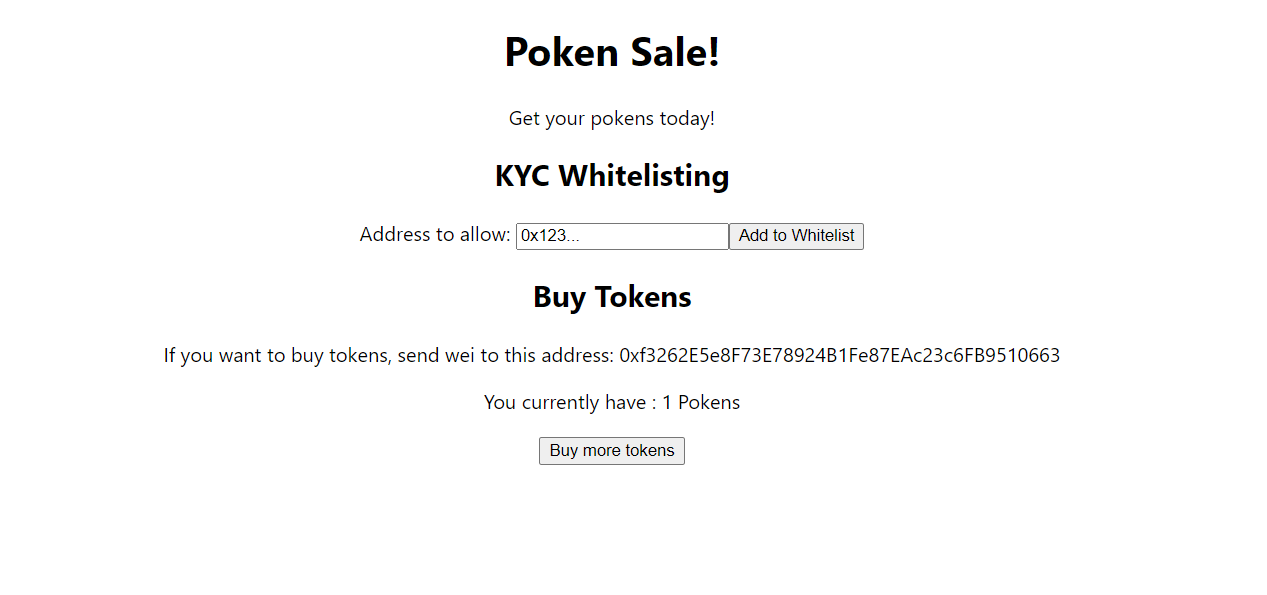 Poken Sale!
Get your pokens today!
KYC Whitelisting
Address to allow: 0x123... Add to Whitelist
Buy Tokens
If you want to buy tokens, send wei to this address: 0xf3262E5e8F73E78924B1Fe87EAc23c6FB9510663
You currently have : 1 Pokens
Buy more tokens